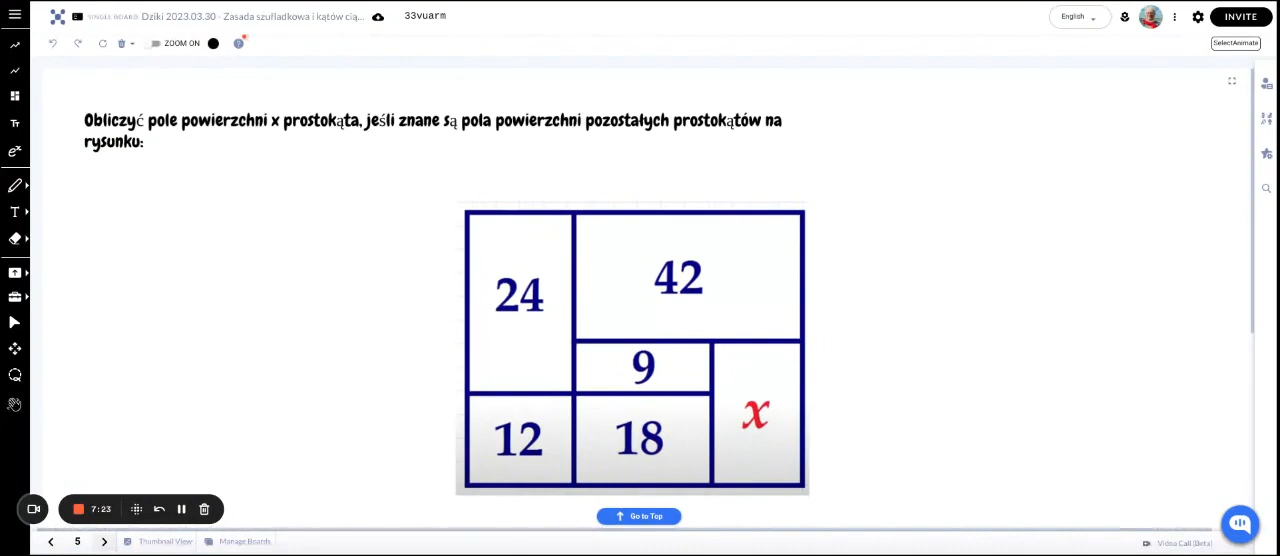 SINGLE BOARD Dziki 2023.03.30 - Zasada szufladkowa i kątów cią... 33vuarm English INVITE
ZOOM ON SelectAnimate
Obliczyć pole powierzchni x prostokąta, jeśli znane są pola powierzchni pozostałych prostokątów na
rysunku:
24 42
9
x
12 18
7:23
Go to Top
5 Thumbnail View Manage Boards Video Call (Beta)